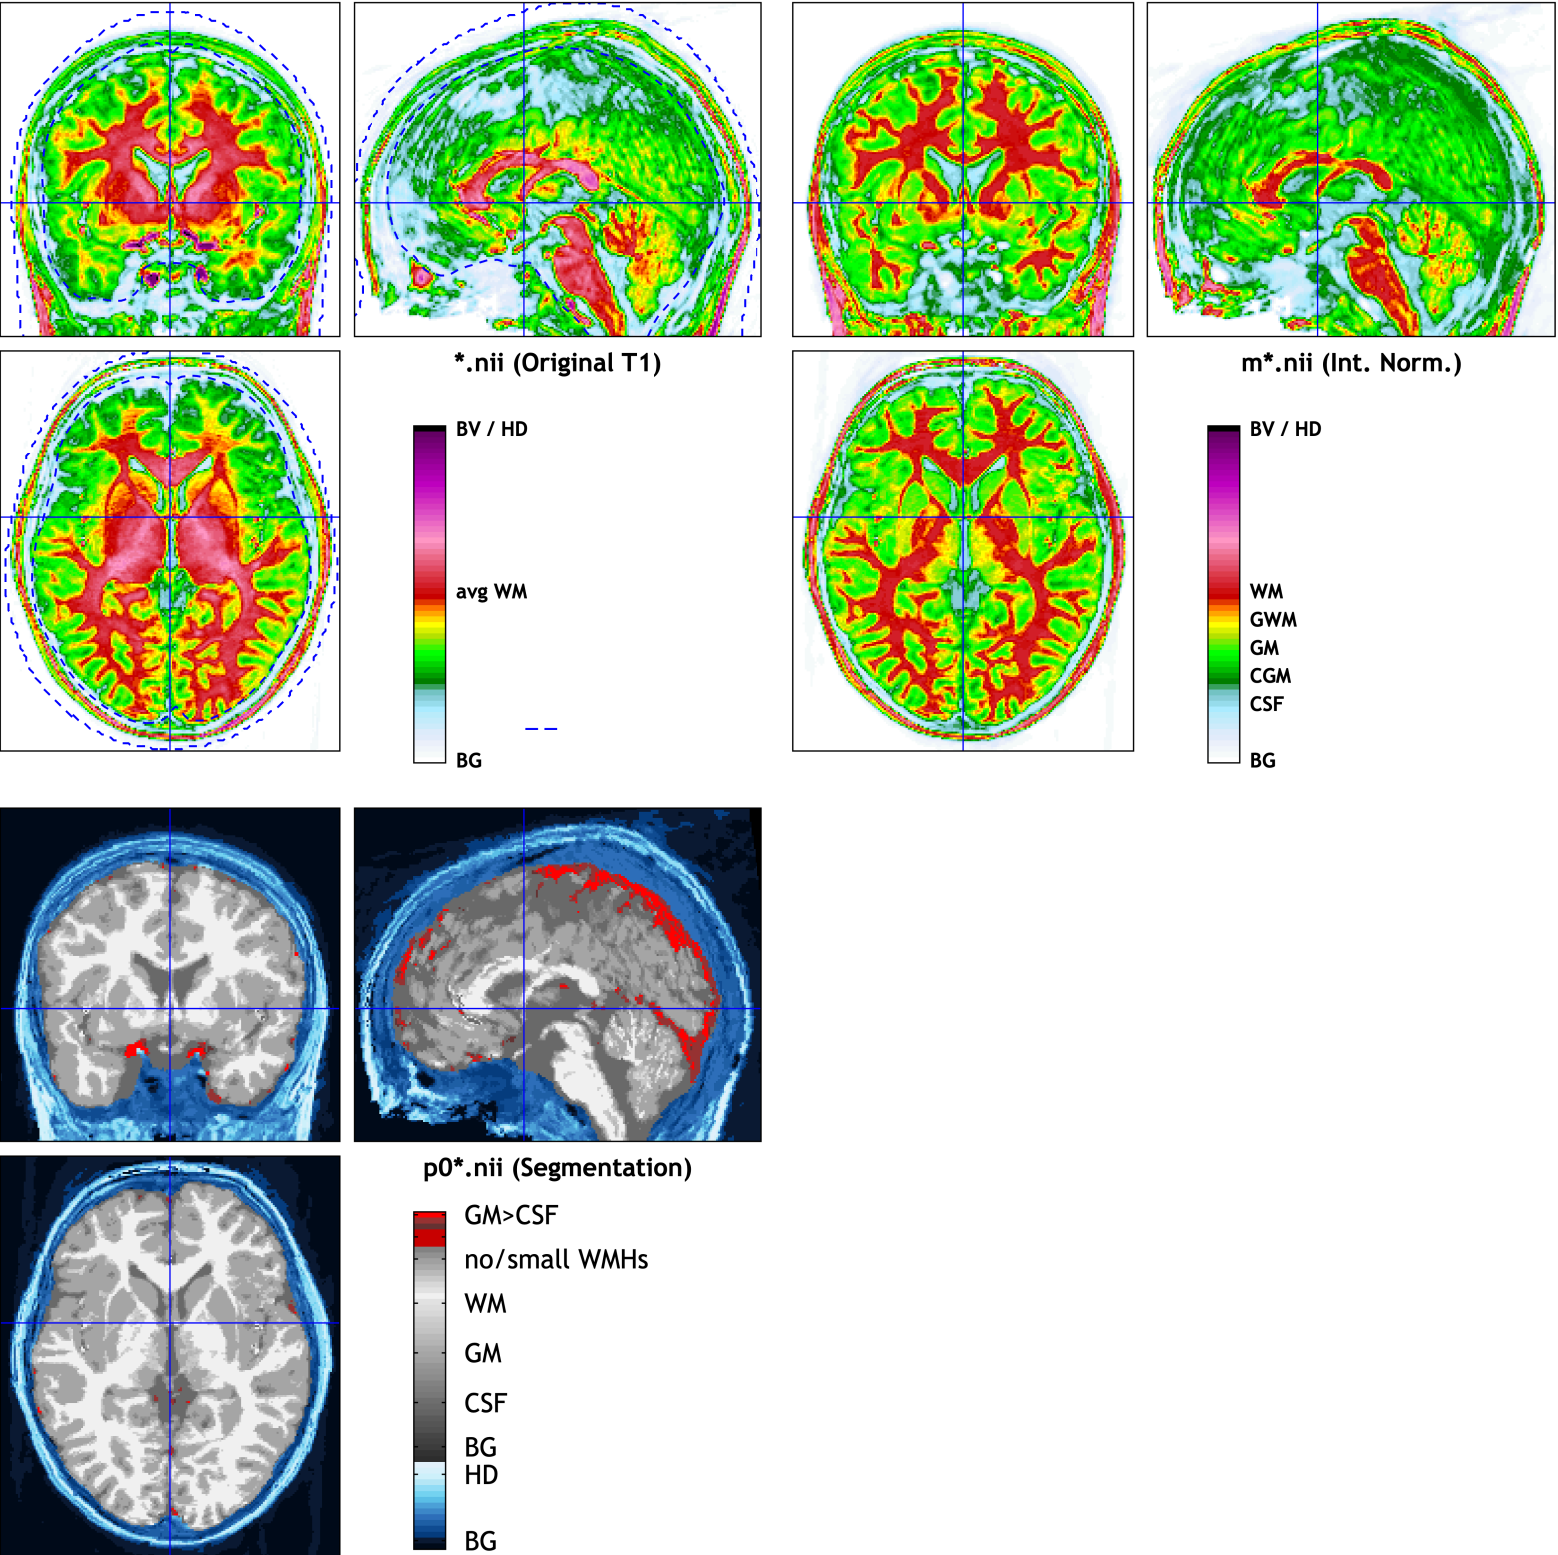 *.nii (Original T1)
BV / HD
avg WM
BG
m*.nii (Int. Norm.)
BV / HD
WM
GWM
GM
CGM
CSF
BG
p0*.nii (Segmentation)
GM>CSF
no/small WMHs
WM
GM
CSF
BG
HD
BG